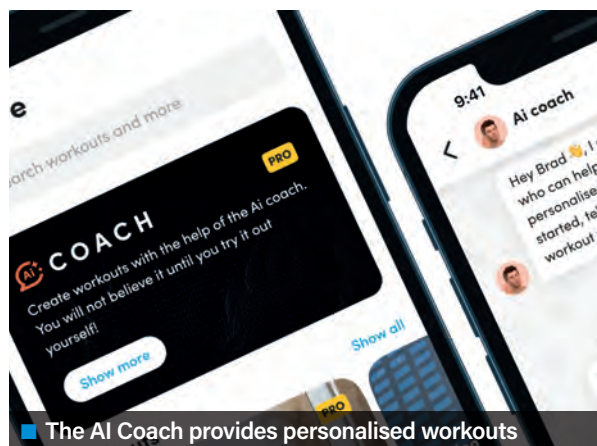 e
arch workouts and more
PRO
Ai COACH
Create workouts with the help of the Ai coach.
You will not believe it until you try it out
yourself!
Show more
Show all
PRO
9:41
Ai coach
Hey Brad 👋, I
who can help
personalise
started, tel
workout
The AI Coach provides personalised workouts